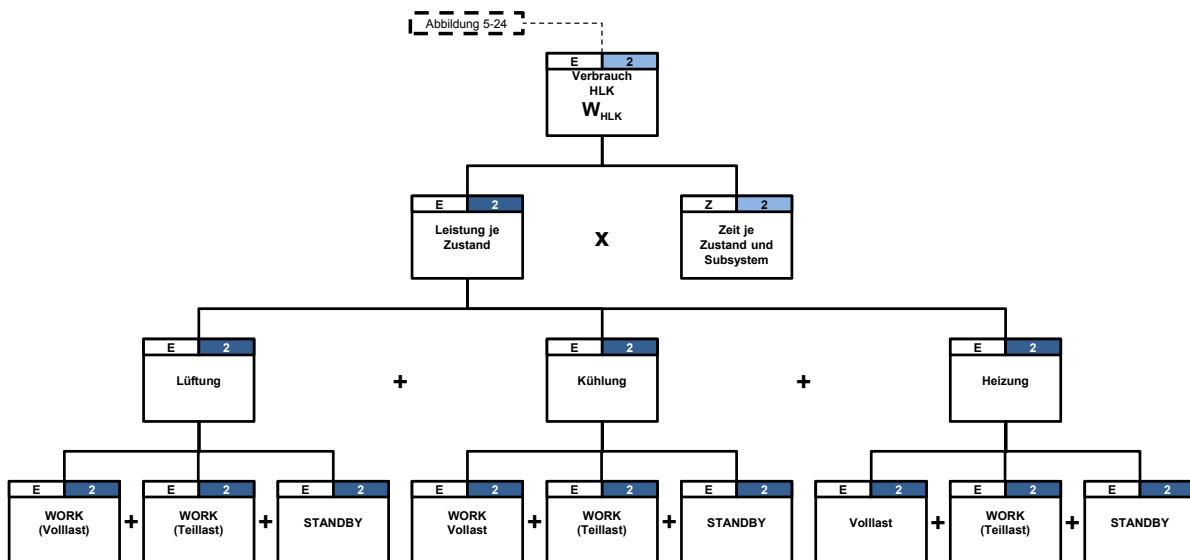 Abbildung 5-24
E 2
Verbrauch
HLK
W HLK
E 2
Leistung je
Zustand
x
Z 2
Zeit je
Zustand und
Subsystem
E 2
Lüftung
+
E 2
Kühlung
+
E 2
Heizung
E 2
WORK
(Volllast)
+
E 2
WORK
(Teillast)
+
E 2
STANDBY
E 2
WORK
Vollast
+
E 2
WORK
(Teillast)
+
E 2
STANDBY
E 2
Volllast
+
E 2
WORK
(Teillast)
+
E 2
STANDBY